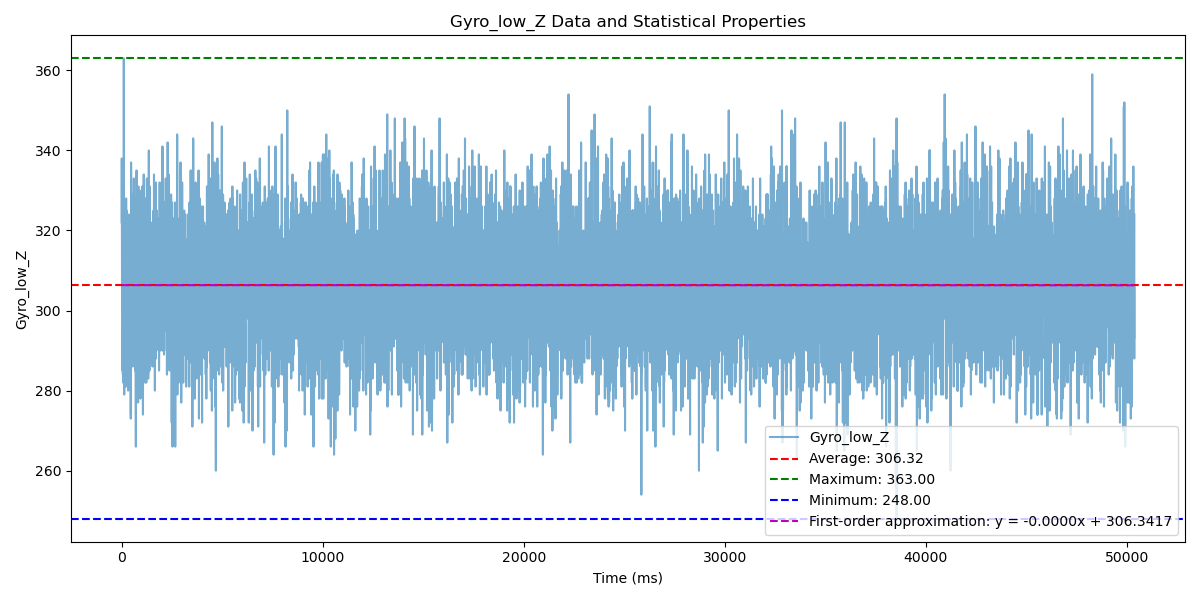 Gyro_low_Z Data and Statistical Properties
360
340
320
300
280
260
Gyro_low_Z
0
10000
20000
30000
40000
50000
Time (ms)
Gyro_low_Z
Average: 306.32
Maximum: 363.00
Minimum: 248.00
First-order approximation: y = -0.0000x + 306.3417